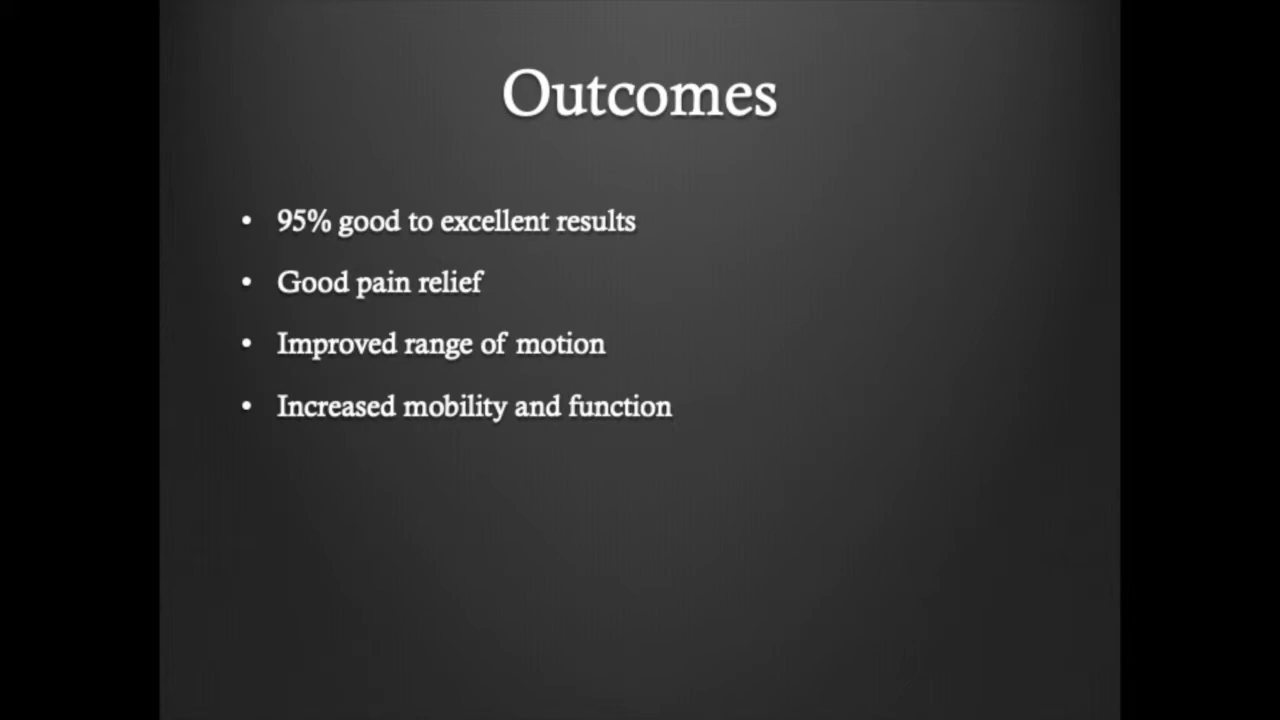 Outcomes
• 95% good to excellent results
• Good pain relief
• Improved range of motion
• Increased mobility and function